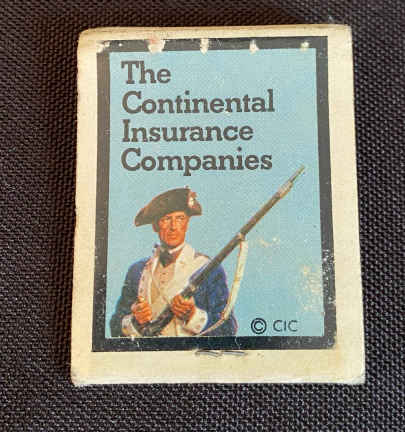 The
Continental
Insurance
Companies
© CIC